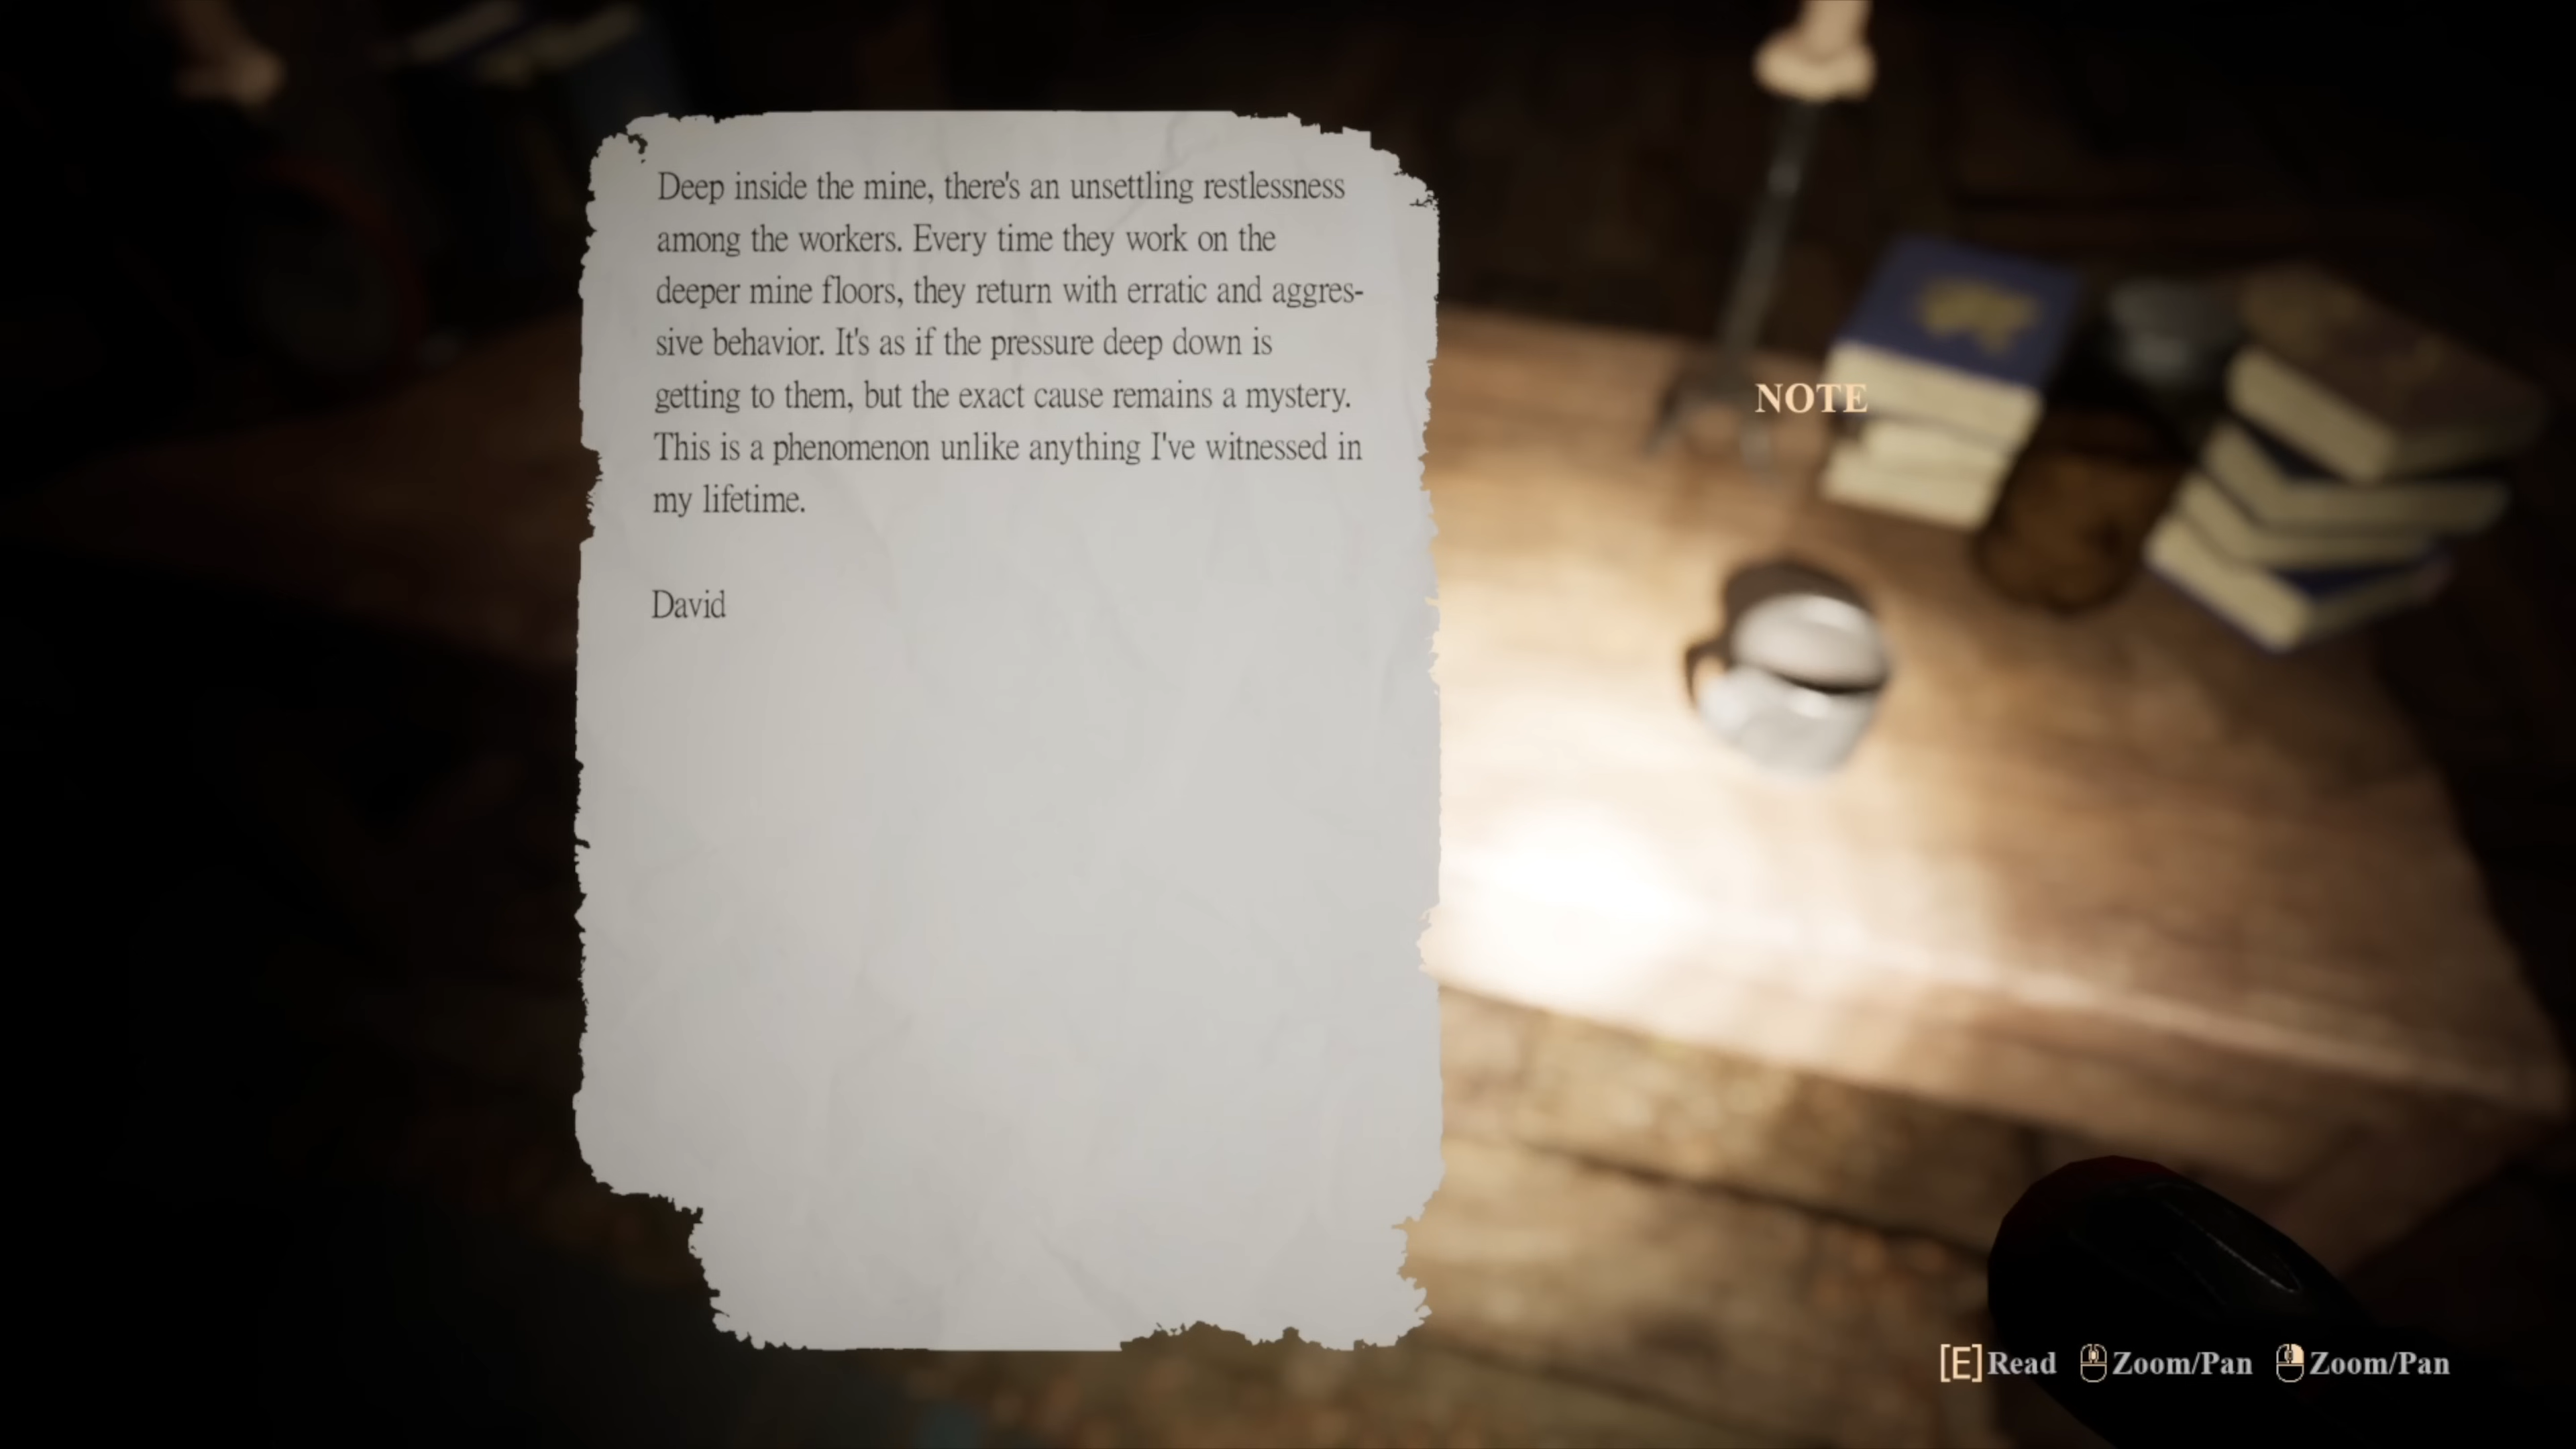 Deep inside the mine, there's an unsettling restlessness
among the workers. Every time they work on the
deeper mine floors, they return with erratic and aggres-
sive behavior. It's as if the pressure deep down is
getting to them, but the exact cause remains a mystery.
This is a phenomenon unlike anything I've witnessed in
my lifetime.
David
NOTE
[E] Read Zoom/Pan Zoom/Pan